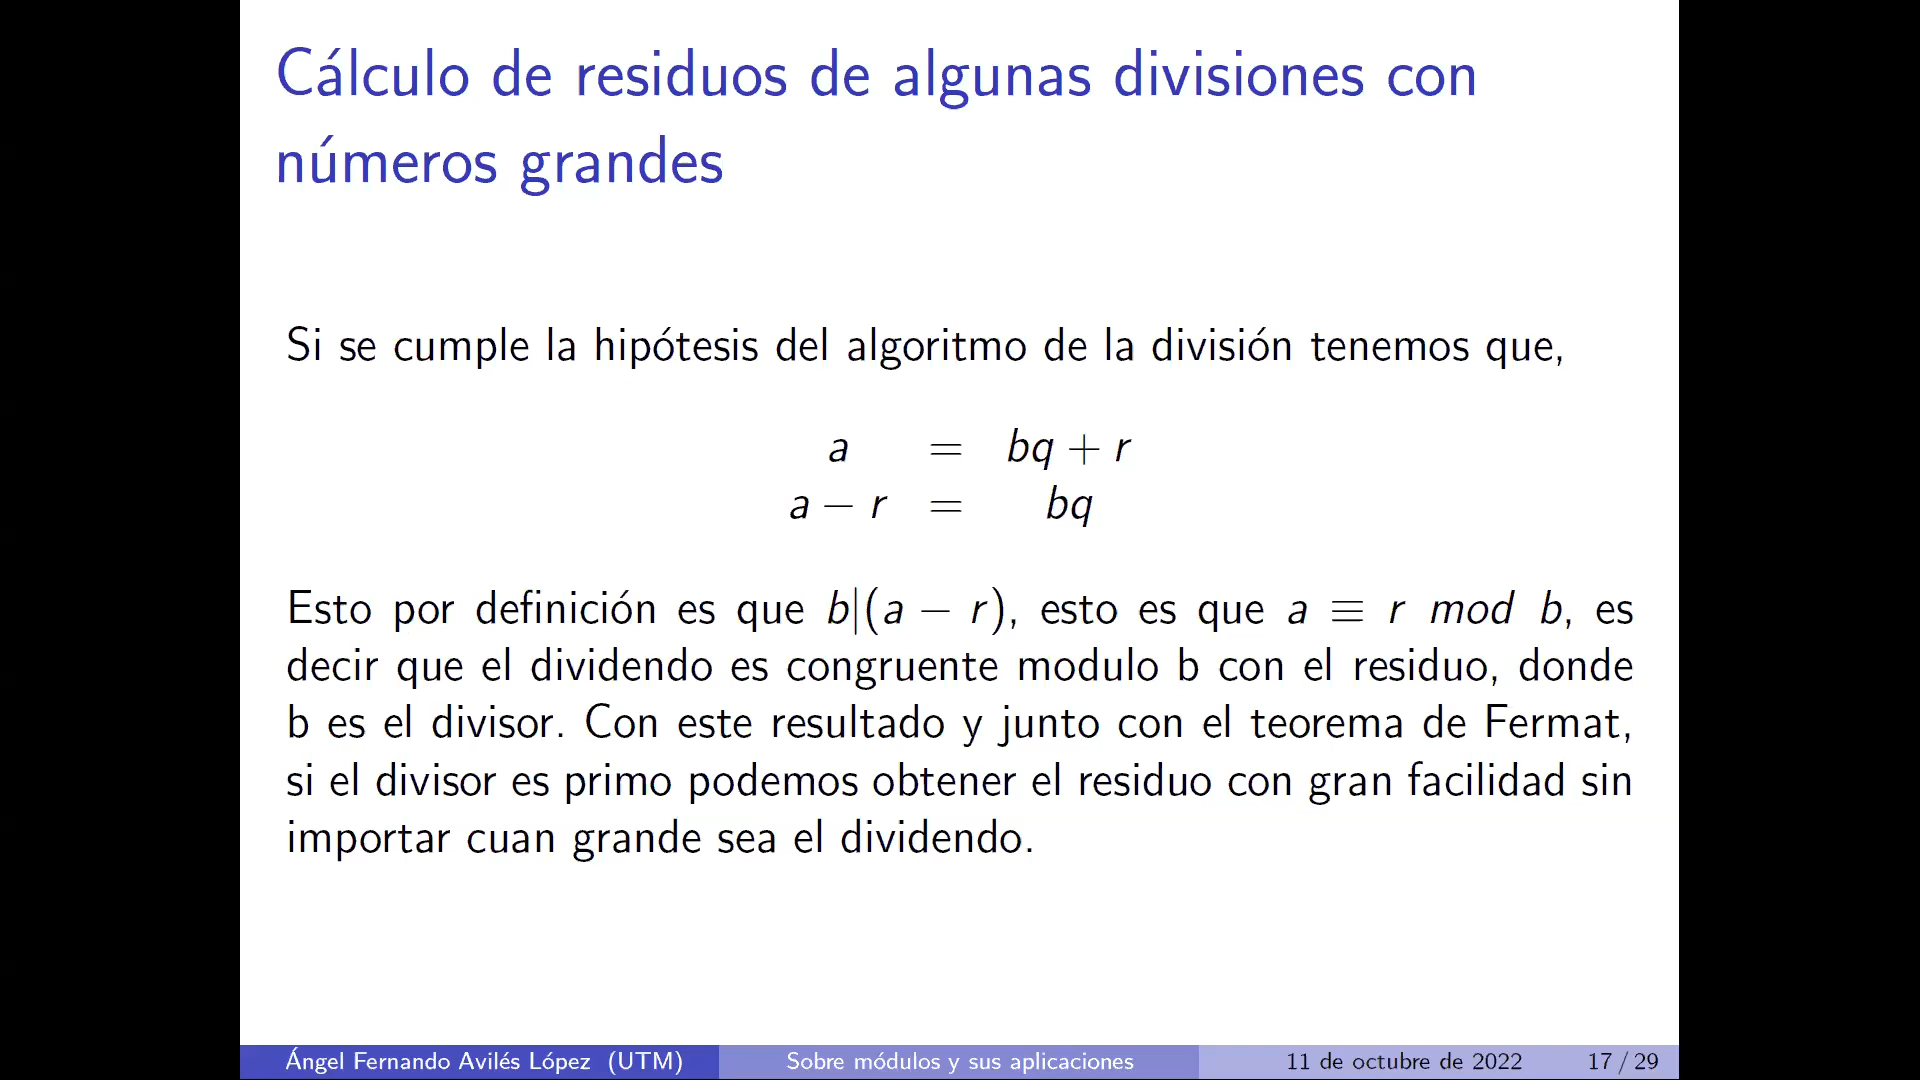 Cálculo de residuos de algunas divisiones con
números grandes
Si se cumple la hipótesis del algoritmo de la división tenemos que,
a = bq + r
a − r = bq
Esto por definición es que b|(a − r), esto es que a ≡ r mod b, es
decir que el dividendo es congruente modulo b con el residuo, donde
b es el divisor. Con este resultado y junto con el teorema de Fermat,
si el divisor es primo podemos obtener el residuo con gran facilidad sin
importar cuan grande sea el dividendo.
Ángel Fernando Avilés López (UTM) Sobre módulos y sus aplicaciones 11 de octubre de 2022 17 / 29